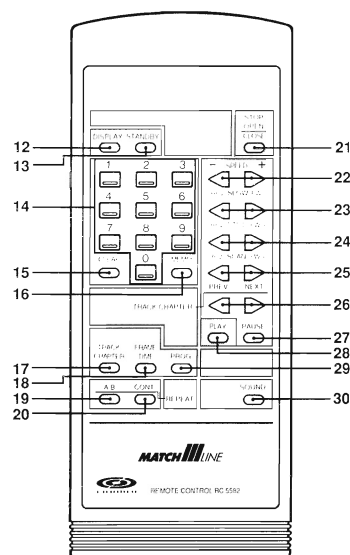 STOP
OPEN
CLOSE
DISPLAY STANDBY
12
13
21
1 2 3
− SPEED +
14
22
4 5 6
23
7 8 9
24
15
CLEAR
0
MEMO
25
16
PREV NEXT
TRACK/CHAPTER
26
PLAY PAUSE
27
28
TRACK
CHAPTER
FRAME
TIME
PROG
17
18
29
A-B CONT
REPEAT
SOUND
19
20
30
MATCH LINE
REMOTE CONTROL RC 5592